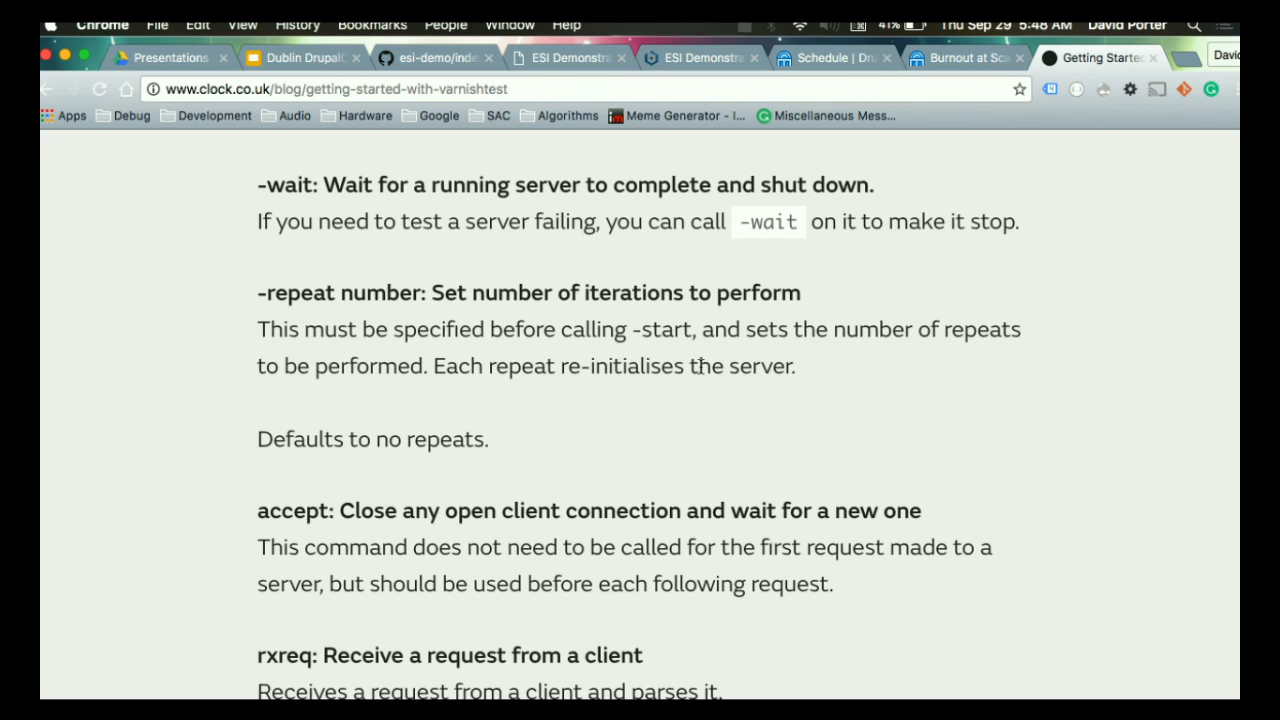 Chrome File Edit View History Bookmarks People Window Help 41% Thu Sep 29 5:48 AM David Porter
Presentations Dublin DrupalC esi-demo/inde ESI Demonstra ESI Demonstra Schedule | Dru Burnout at Sca Getting Starte Davi
www.clock.co.uk/blog/getting-started-with-varnishtest
Apps Debug Development Audio Hardware Google SAC Algorithms Meme Generator - I... Miscellaneous Mess...
-wait: Wait for a running server to complete and shut down.
If you need to test a server failing, you can call -wait on it to make it stop.
-repeat number: Set number of iterations to perform
This must be specified before calling -start, and sets the number of repeats
to be performed. Each repeat re-initialises the server.
Defaults to no repeats.
accept: Close any open client connection and wait for a new one
This command does not need to be called for the first request made to a
server, but should be used before each following request.
rxreq: Receive a request from a client
Receives a request from a client and parses it.